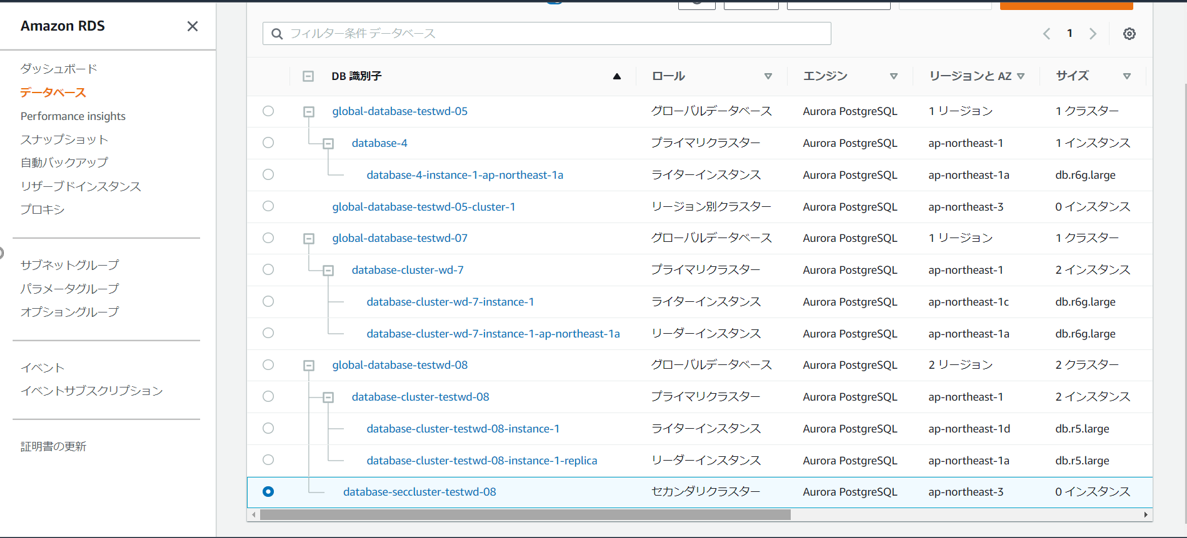 Amazon RDS
ダッシュボード
データベース
Performance insights
スナップショット
自動バックアップ
リザーブドインスタンス
プロキシ
サブネットグループ
パラメータグループ
オプショングループ
イベント
イベントサブスクリプション
証明書の更新
フィルター条件 データベース
1
DB 識別子 ロール エンジン リージョンと AZ サイズ
global-database-testwd-05 グローバルデータベース Aurora PostgreSQL 1 リージョン 1 クラスター
database-4 プライマリクラスター Aurora PostgreSQL ap-northeast-1 1 インスタンス
database-4-instance-1-ap-northeast-1a ライターインスタンス Aurora PostgreSQL ap-northeast-1a db.r6g.large
global-database-testwd-05-cluster-1 リージョン別クラスター Aurora PostgreSQL ap-northeast-3 0 インスタンス
global-database-testwd-07 グローバルデータベース Aurora PostgreSQL 1 リージョン 1 クラスター
database-cluster-wd-7 プライマリクラスター Aurora PostgreSQL ap-northeast-1 2 インスタンス
database-cluster-wd-7-instance-1 ライターインスタンス Aurora PostgreSQL ap-northeast-1c db.r6g.large
database-cluster-wd-7-instance-1-ap-northeast-1a リーダーインスタンス Aurora PostgreSQL ap-northeast-1a db.r6g.large
global-database-testwd-08 グローバルデータベース Aurora PostgreSQL 2 リージョン 2 クラスター
database-cluster-testwd-08 プライマリクラスター Aurora PostgreSQL ap-northeast-1 2 インスタンス
database-cluster-testwd-08-instance-1 ライターインスタンス Aurora PostgreSQL ap-northeast-1d db.r5.large
database-cluster-testwd-08-instance-1-replica リーダーインスタンス Aurora PostgreSQL ap-northeast-1a db.r5.large
database-seccluster-testwd-08 セカンダリクラスター Aurora PostgreSQL ap-northeast-3 0 インスタンス